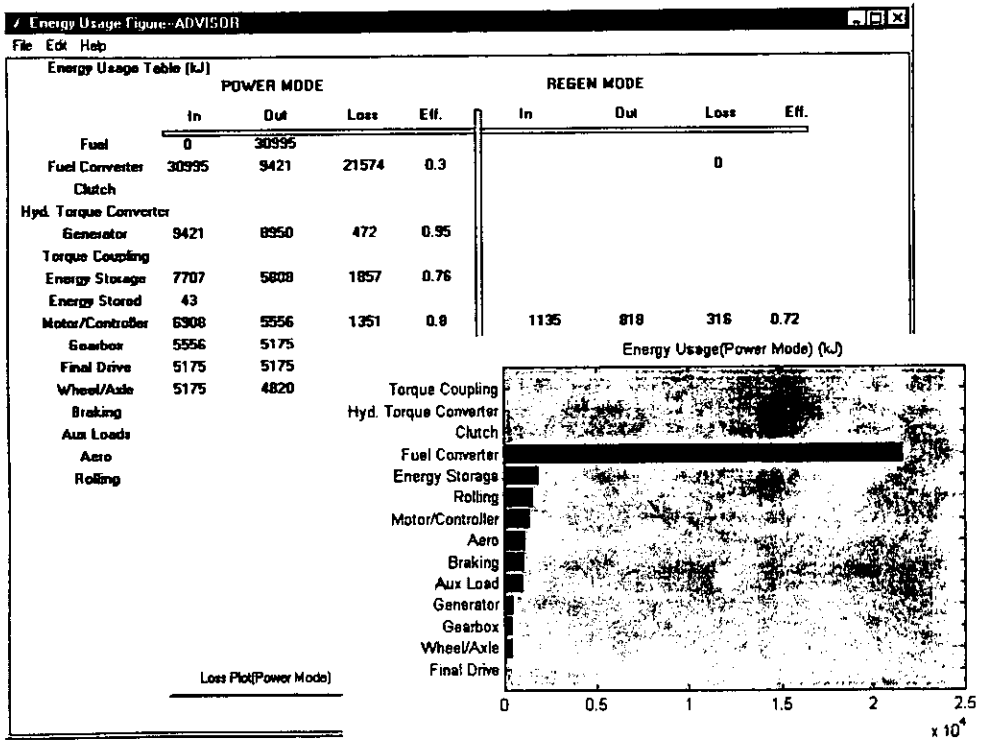 Energy Usage Figure--ADVISOR
File Edit Help
Energy Usage Table (kJ)
POWER MODE REGEN MODE
In Out Loss Eff. In Out Loss Eff.
Fuel 0 30995
Fuel Converter 30995 9421 21574 0.3 0
Clutch
Hyd. Torque Converter
Generator 9421 8950 472 0.95
Torque Coupling
Energy Storage 7707 5808 1857 0.76
Energy Stored 43
Motor/Controller 6908 5556 1351 0.8 1135 818 316 0.72
Gearbox 5556 5175
Final Drive 5175 5175
Wheel/Axle 5175 4820
Braking
Aux Loads
Aero
Rolling
Loss Plot(Power Mode)
Energy Usage(Power Mode) (kJ)
Torque Coupling
Hyd. Torque Converter
Clutch
Fuel Converter
Energy Storage
Rolling
Motor/Controller
Aero
Braking
Aux Load
Generator
Gearbox
Wheel/Axle
Final Drive
0 0.5 1 1.5 2 2.5
x 10^4